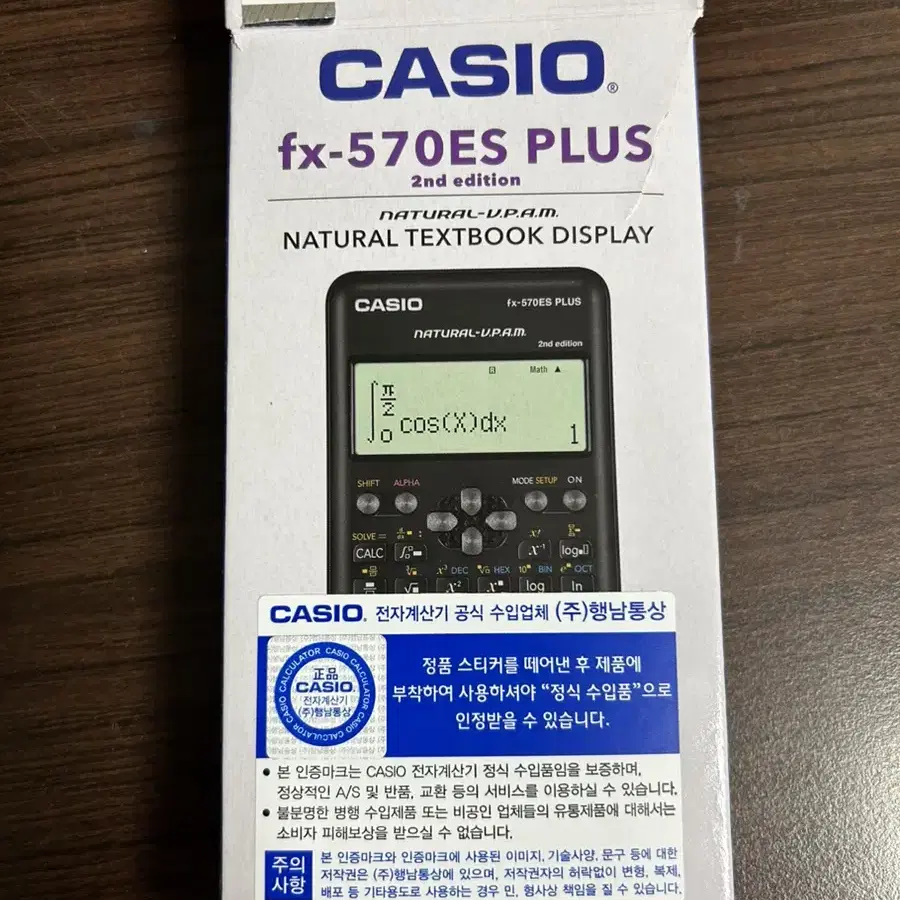 CASIO®
fx-570ES PLUS
2nd edition
NATURAL-V.P.A.M.
NATURAL TEXTBOOK DISPLAY
CASIO fx-570ES PLUS
NATURAL-V.P.A.M.
2nd edition
Math ▲
∫ π/2 0 cos(X)dx
1
SHIFT ALPHA MODE SETUP ON
SOLVE = x!
CALC x⁻¹ log
x³ DEC HEX 10 BIN e OCT
x² log ln
CASIO. 전자계산기 공식 수입업체 (주)행남통상
CASIO CALCULATOR CASIO CALCULATOR CASIO CALCULATOR
正品
CASIO
전자계산기
(주)행남통상
정품 스티커를 떼어낸 후 제품에
부착하여 사용하셔야 “정식 수입품”으로
인정받을 수 있습니다.
• 본 인증마크는 CASIO 전자계산기 정식 수입품임을 보증하며,
정상적인 A/S 및 반품, 교환 등의 서비스를 이용하실 수 있습니다.
• 불분명한 병행 수입제품 또는 비공인 업체들의 유통제품에 대해서는
소비자 피해보상을 받으실 수 없습니다.
주의
사항
본 인증마크와 인증마크에 사용된 이미지, 기술사양, 문구 등에 대한
저작권은 (주)행남통상에 있으며, 저작권자의 허락없이 변형, 복제,
배포 등 기타용도로 사용하는 경우 민, 형사상 책임을 질 수 있습니다.